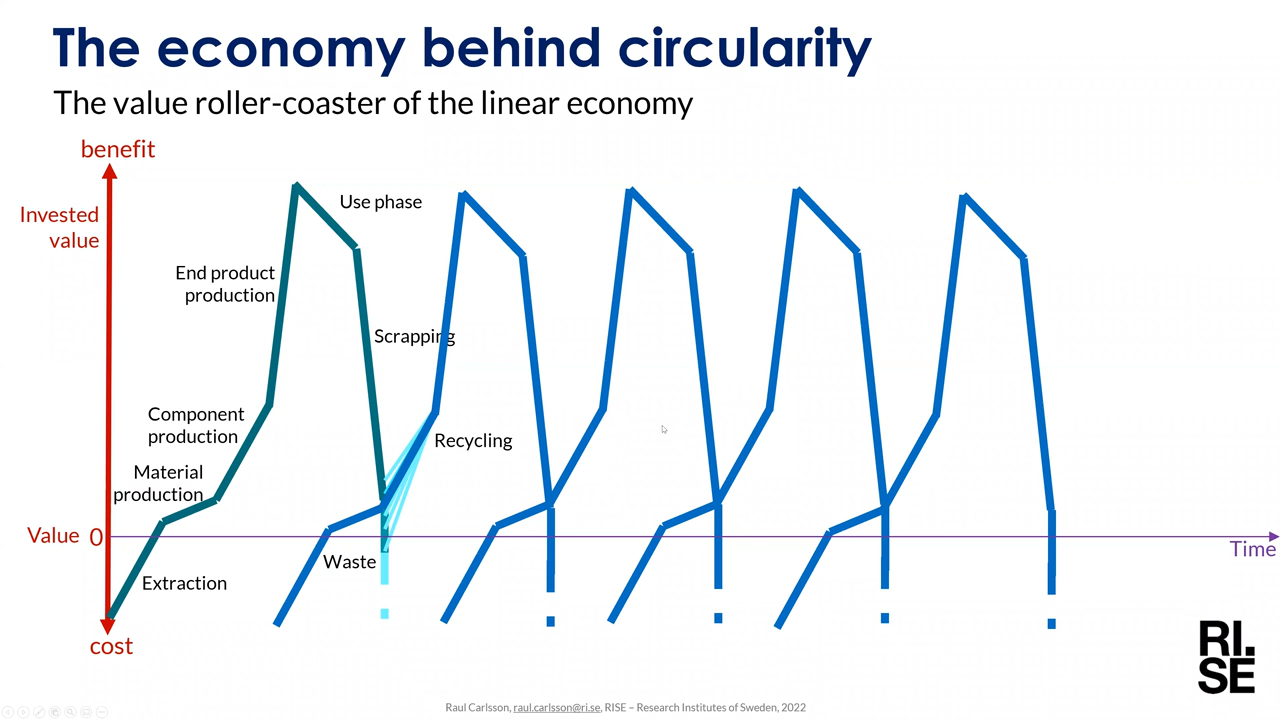 The economy behind circularity
The value roller-coaster of the linear economy
benefit
Invested
value
Use phase
End product
production
Scrapping
Component
production
Recycling
Material
production
Value 0
Time
Waste
Extraction
cost
RI.
SE
Raul Carlsson, raul.carlsson@ri.se, RISE – Research Institutes of Sweden, 2022